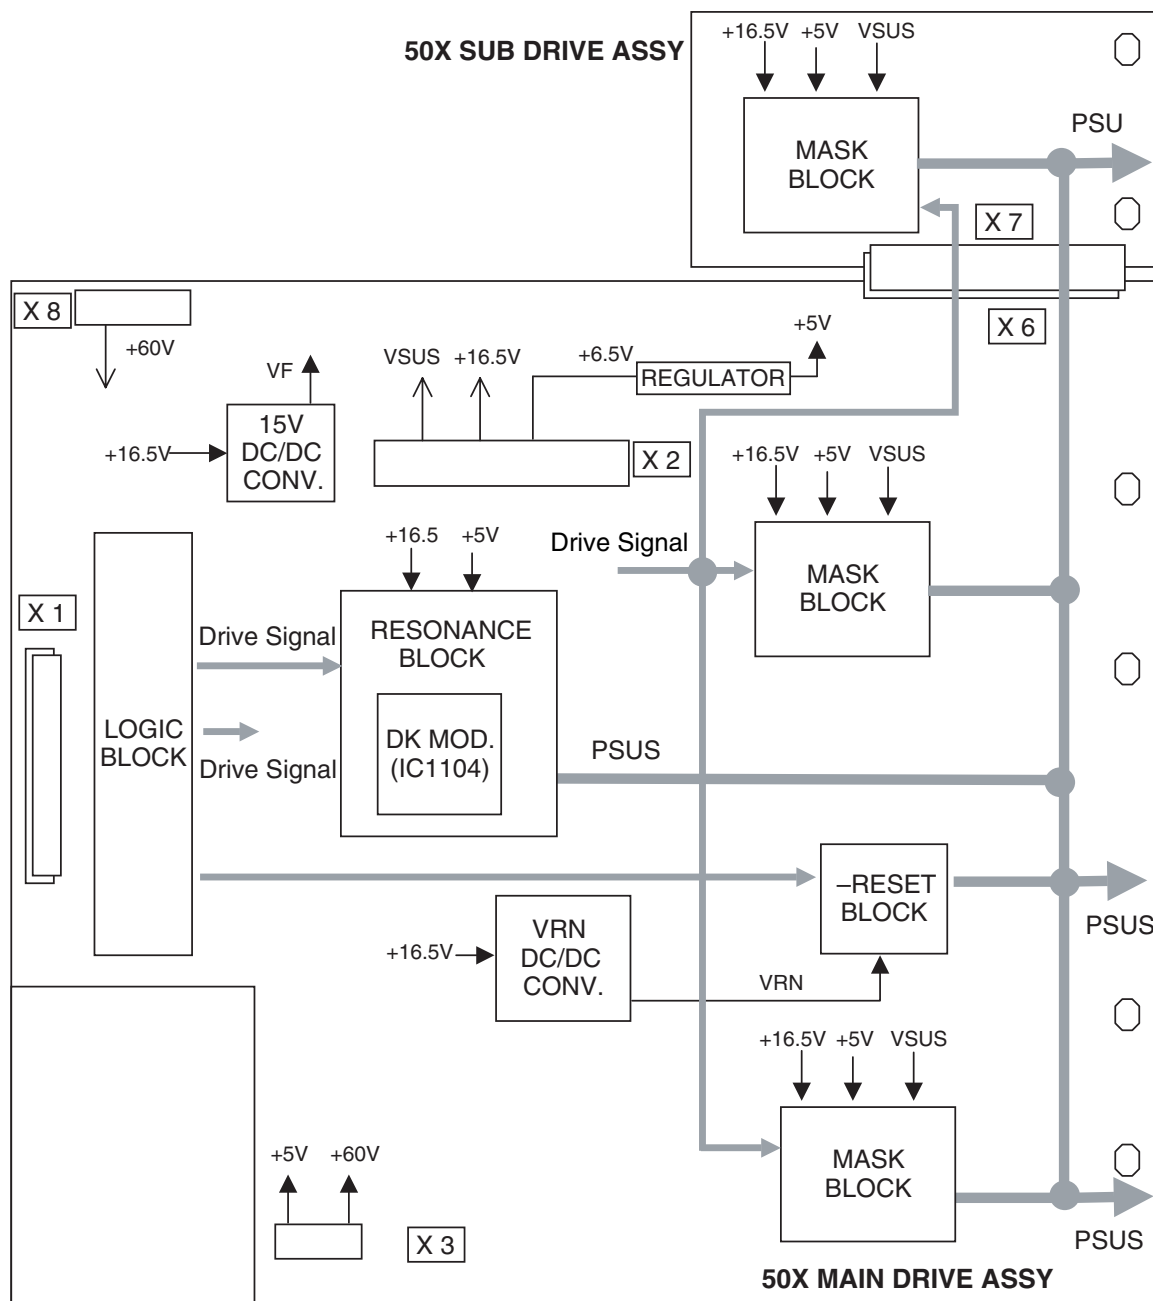 50X SUB DRIVE ASSY
+16.5V +5V VSUS
MASK
BLOCK
PSU
X 7
X 6
X 8
+60V
VF
15V
DC/DC
CONV.
+16.5V
VSUS +16.5V +6.5V
REGULATOR
+5V
X 2
+16.5V +5V VSUS
MASK
BLOCK
Drive Signal
X 1
LOGIC
BLOCK
Drive Signal
Drive Signal
+16.5 +5V
RESONANCE
BLOCK
DK MOD.
(IC1104)
PSUS
–RESET
BLOCK
PSUS
+16.5V
VRN
DC/DC
CONV.
VRN
+16.5V +5V VSUS
MASK
BLOCK
PSUS
+5V +60V
X 3
50X MAIN DRIVE ASSY